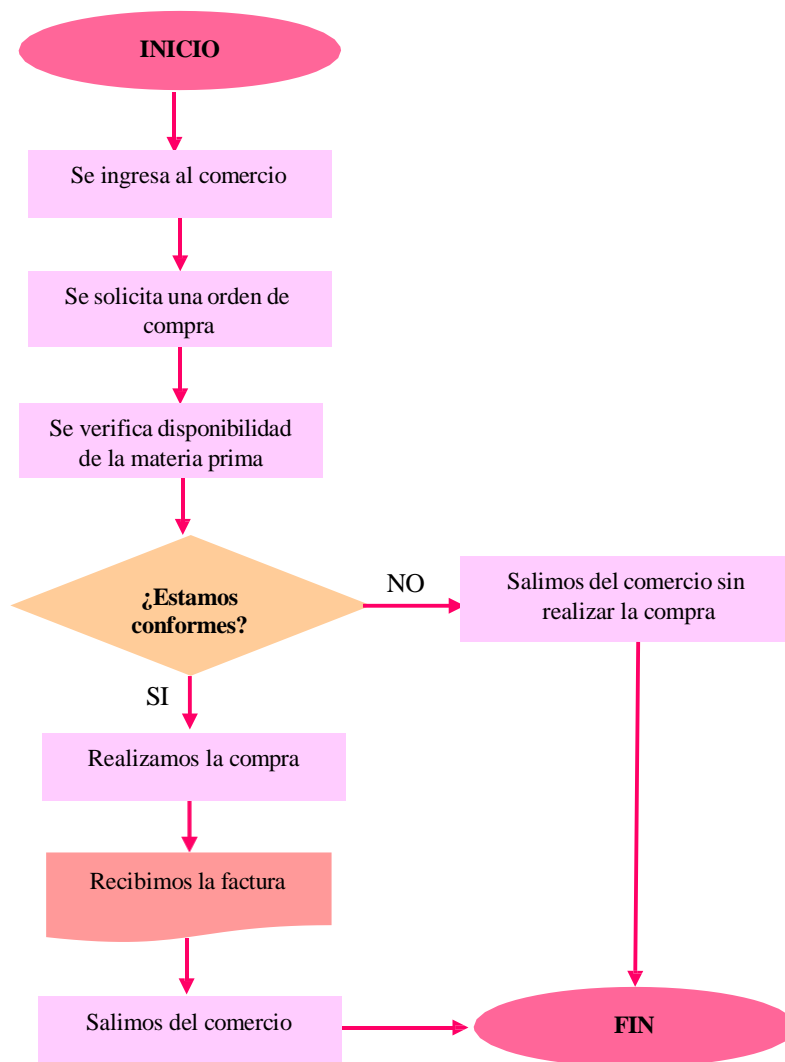 INICIO
Se ingresa al comercio
Se solicita una orden de
compra
Se verifica disponibilidad
de la materia prima
¿Estamos
conformes?
NO
Salimos del comercio sin
realizar la compra
SI
Realizamos la compra
Recibimos la factura
Salimos del comercio
FIN